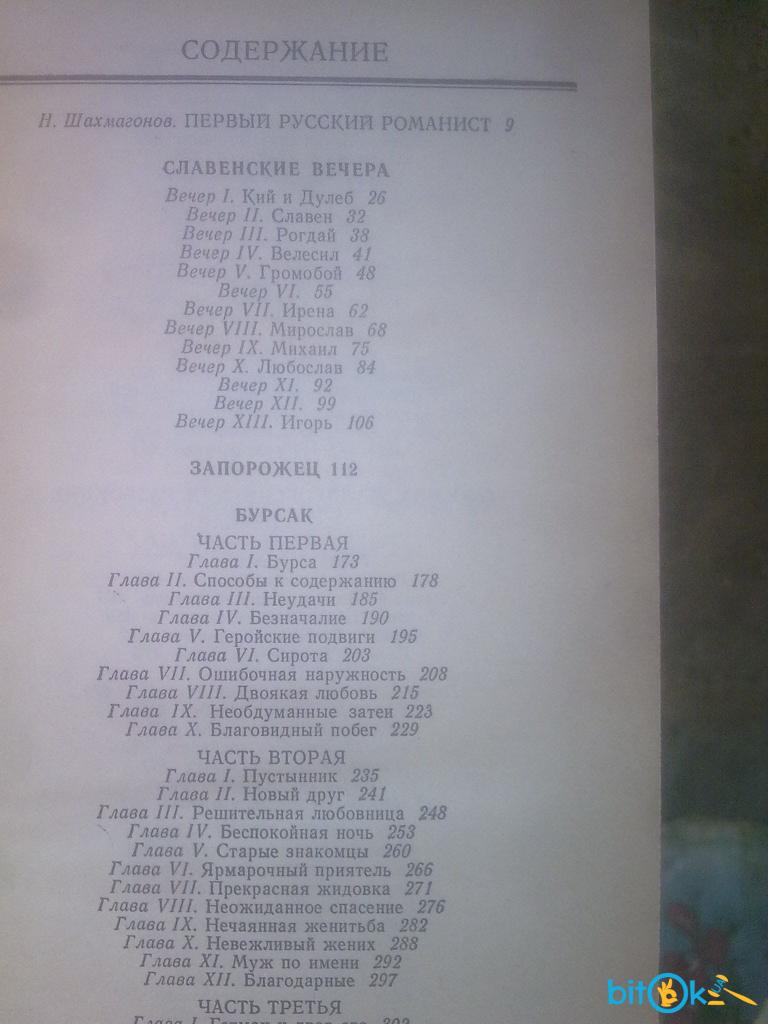 СОДЕРЖАНИЕ
Н. Шахмагонов. ПЕРВЫЙ РУССКИЙ РОМАНИСТ 9
СЛАВЕНСКИЕ ВЕЧЕРА
Вечер I. Кий и Дулеб 26
Вечер II. Славен 32
Вечер III. Рогдай 38
Вечер IV. Велесил 41
Вечер V. Громобой 48
Вечер VI. 55
Вечер VII. Ирена 62
Вечер VIII. Мирослав 68
Вечер IX. Михаил 75
Вечер X. Любослав 84
Вечер XI. 92
Вечер XII. 99
Вечер XIII. Игорь 106
ЗАПОРОЖЕЦ 112
БУРСАК
ЧАСТЬ ПЕРВАЯ
Глава I. Бурса 173
Глава II. Способы к содержанию 178
Глава III. Неудачи 185
Глава IV. Безначалие 190
Глава V. Геройские подвиги 195
Глава VI. Сирота 203
Глава VII. Ошибочная наружность 208
Глава VIII. Двоякая любовь 215
Глава IX. Необдуманные затеи 223
Глава X. Благовидный побег 229
ЧАСТЬ ВТОРАЯ
Глава I. Пустынник 235
Глава II. Новый друг 241
Глава III. Решительная любовница 248
Глава IV. Беспокойная ночь 253
Глава V. Старые знакомцы 260
Глава VI. Ярмарочный приятель 266
Глава VII. Прекрасная жидовка 271
Глава VIII. Неожиданное спасение 276
Глава IX. Нечаянная женитьба 282
Глава X. Невежливый жених 288
Глава XI. Муж по имени 292
Глава XII. Благодарные 297
ЧАСТЬ ТРЕТЬЯ
Глава I. Гетман и двор его 302
bitok.ua